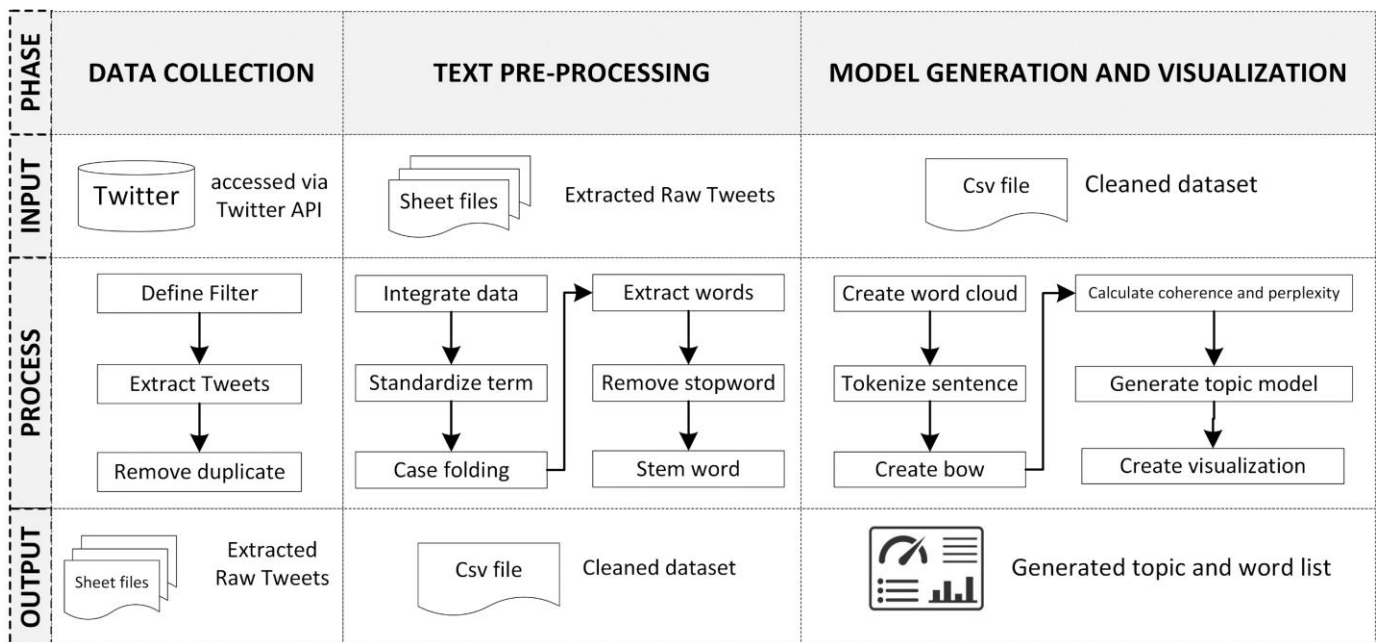 PHASE
DATA COLLECTION
TEXT PRE-PROCESSING
MODEL GENERATION AND VISUALIZATION
INPUT
Twitter
accessed via
Twitter API
Sheet files
Extracted Raw Tweets
Csv file
Cleaned dataset
PROCESS
Define Filter
Extract Tweets
Remove duplicate
Integrate data
Standardize term
Case folding
Extract words
Remove stopword
Stem word
Create word cloud
Tokenize sentence
Create bow
Calculate coherence and perplexity
Generate topic model
Create visualization
OUTPUT
Sheet files
Extracted
Raw Tweets
Csv file
Cleaned dataset
Generated topic and word list